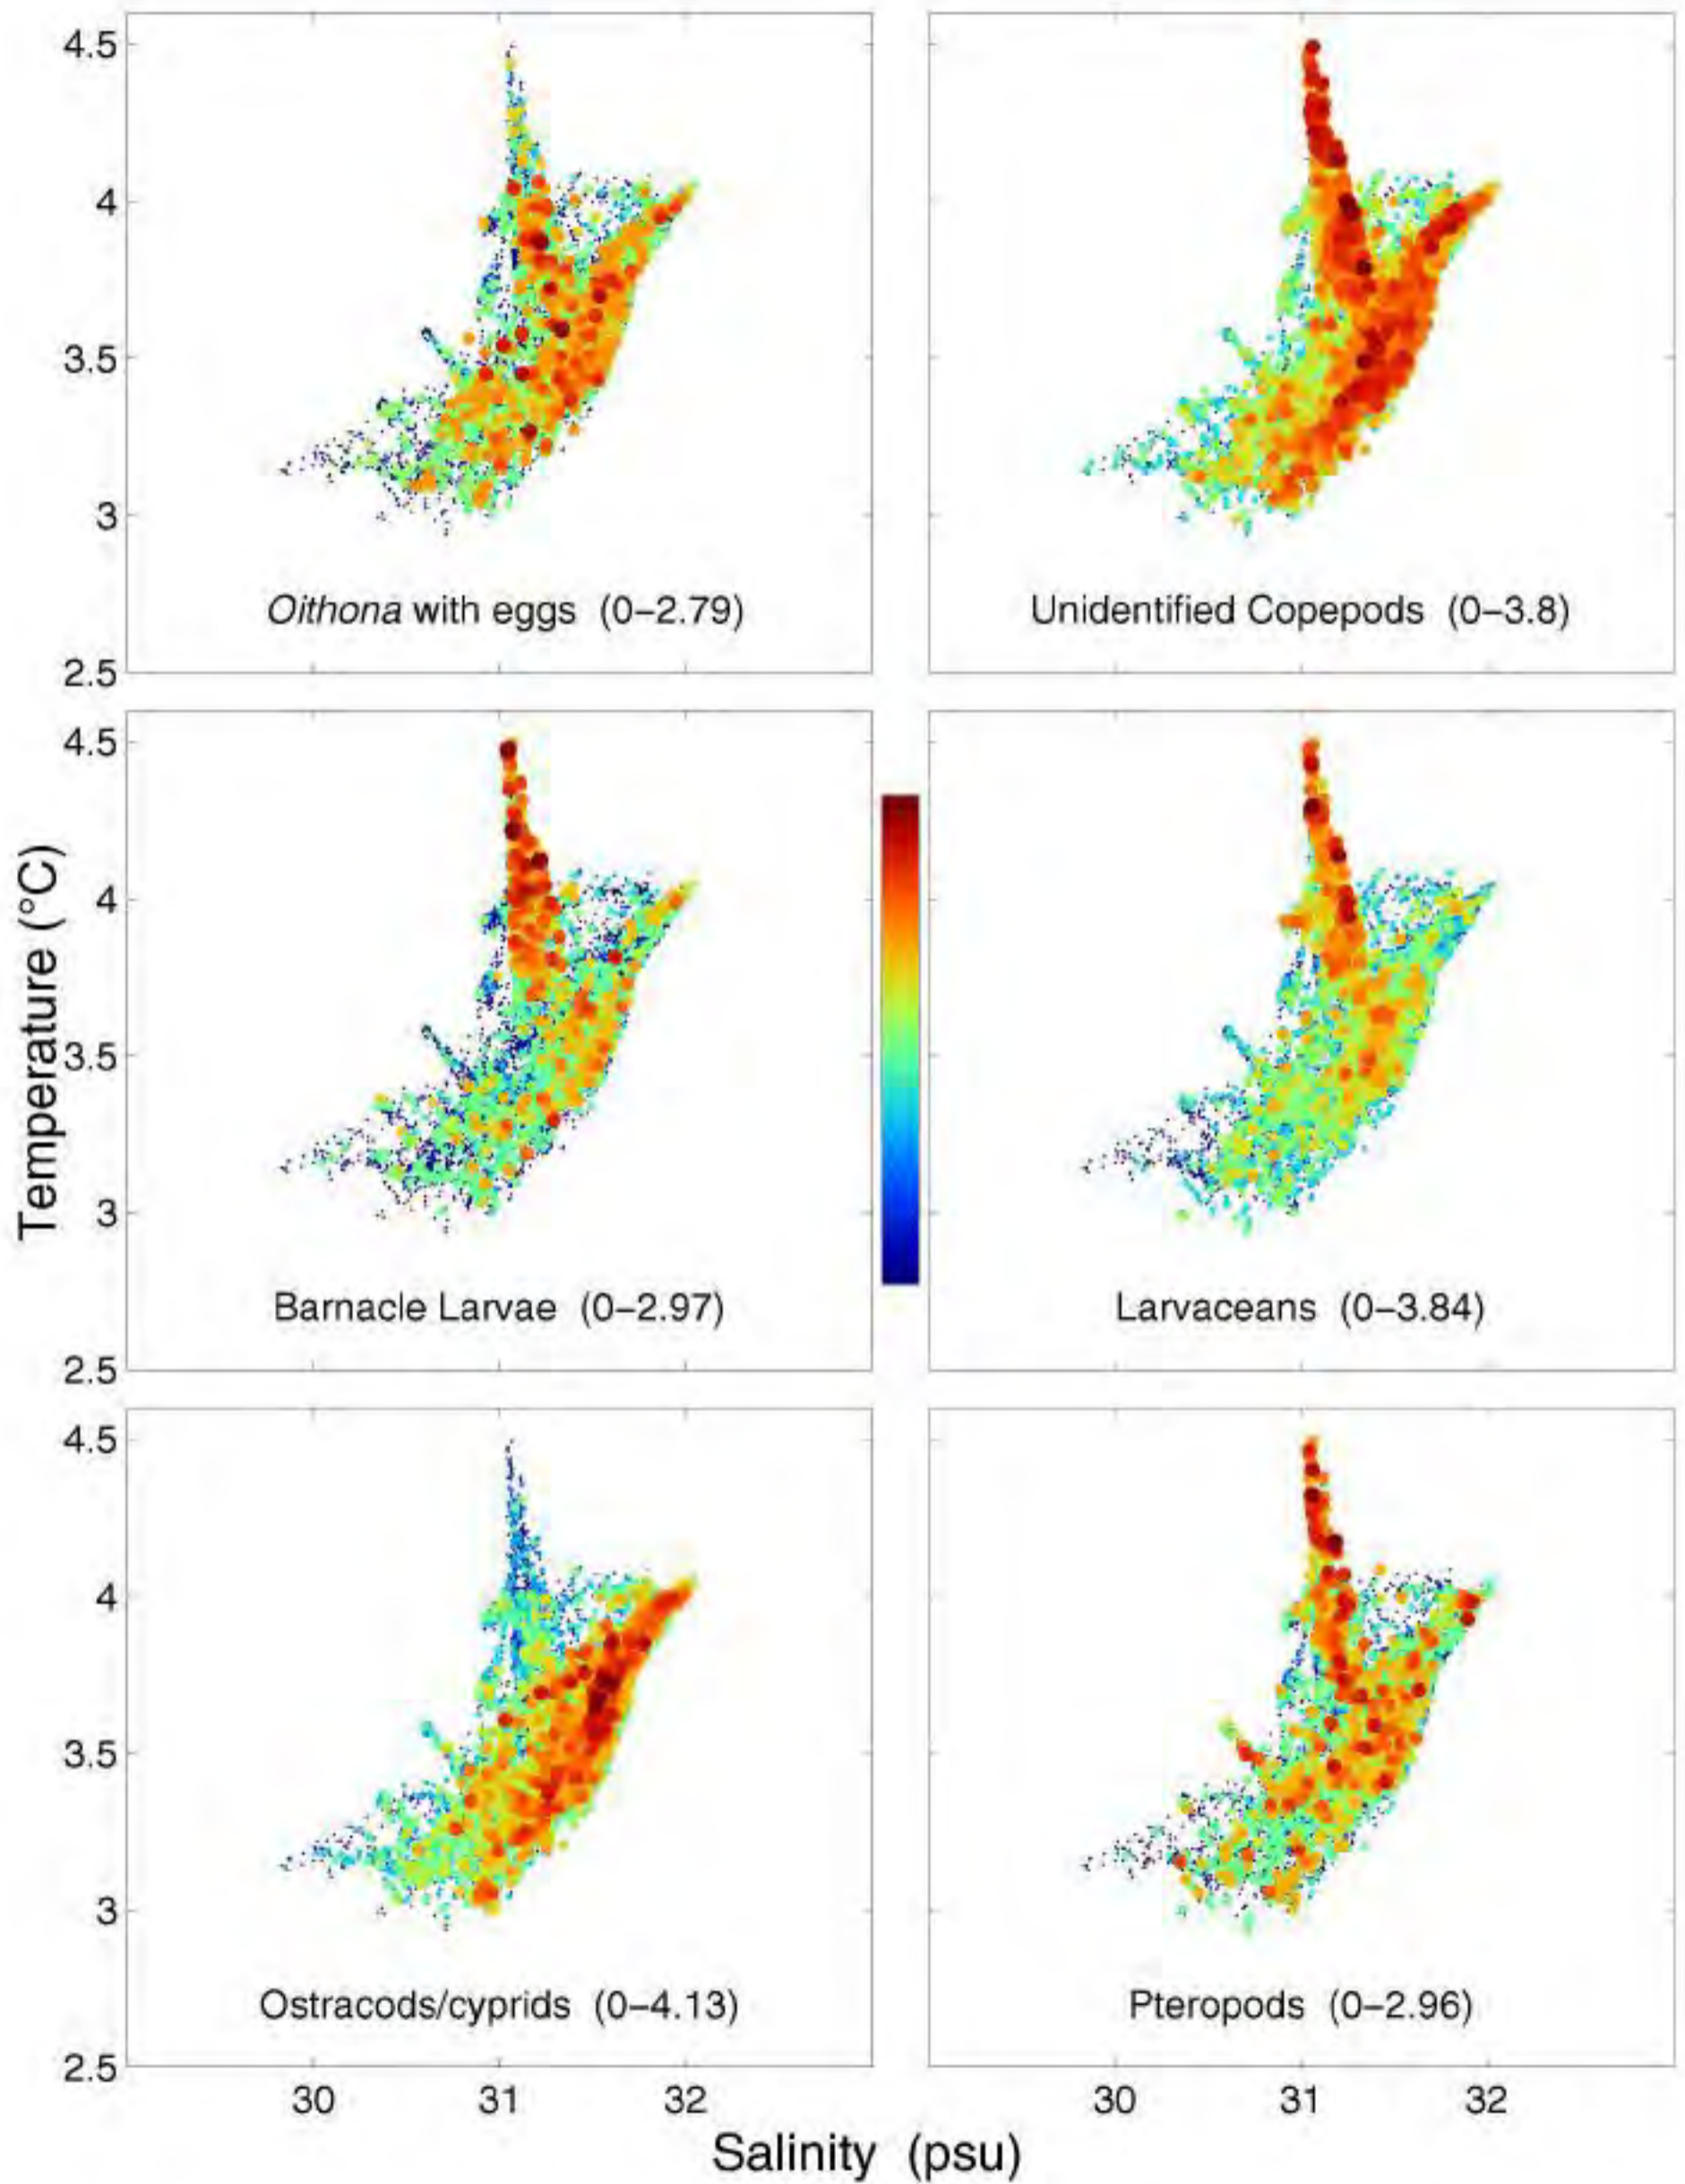 4.5
4
3.5
3
2.5
Oithona with eggs (0–2.79)
Unidentified Copepods (0–3.8)
4.5
4
3.5
3
2.5
Temperature (°C)
Barnacle Larvae (0–2.97)
Larvaceans (0–3.84)
4.5
4
3.5
3
2.5
Ostracods/cyprids (0–4.13)
Pteropods (0–2.96)
30 31 32
30 31 32
Salinity (psu)